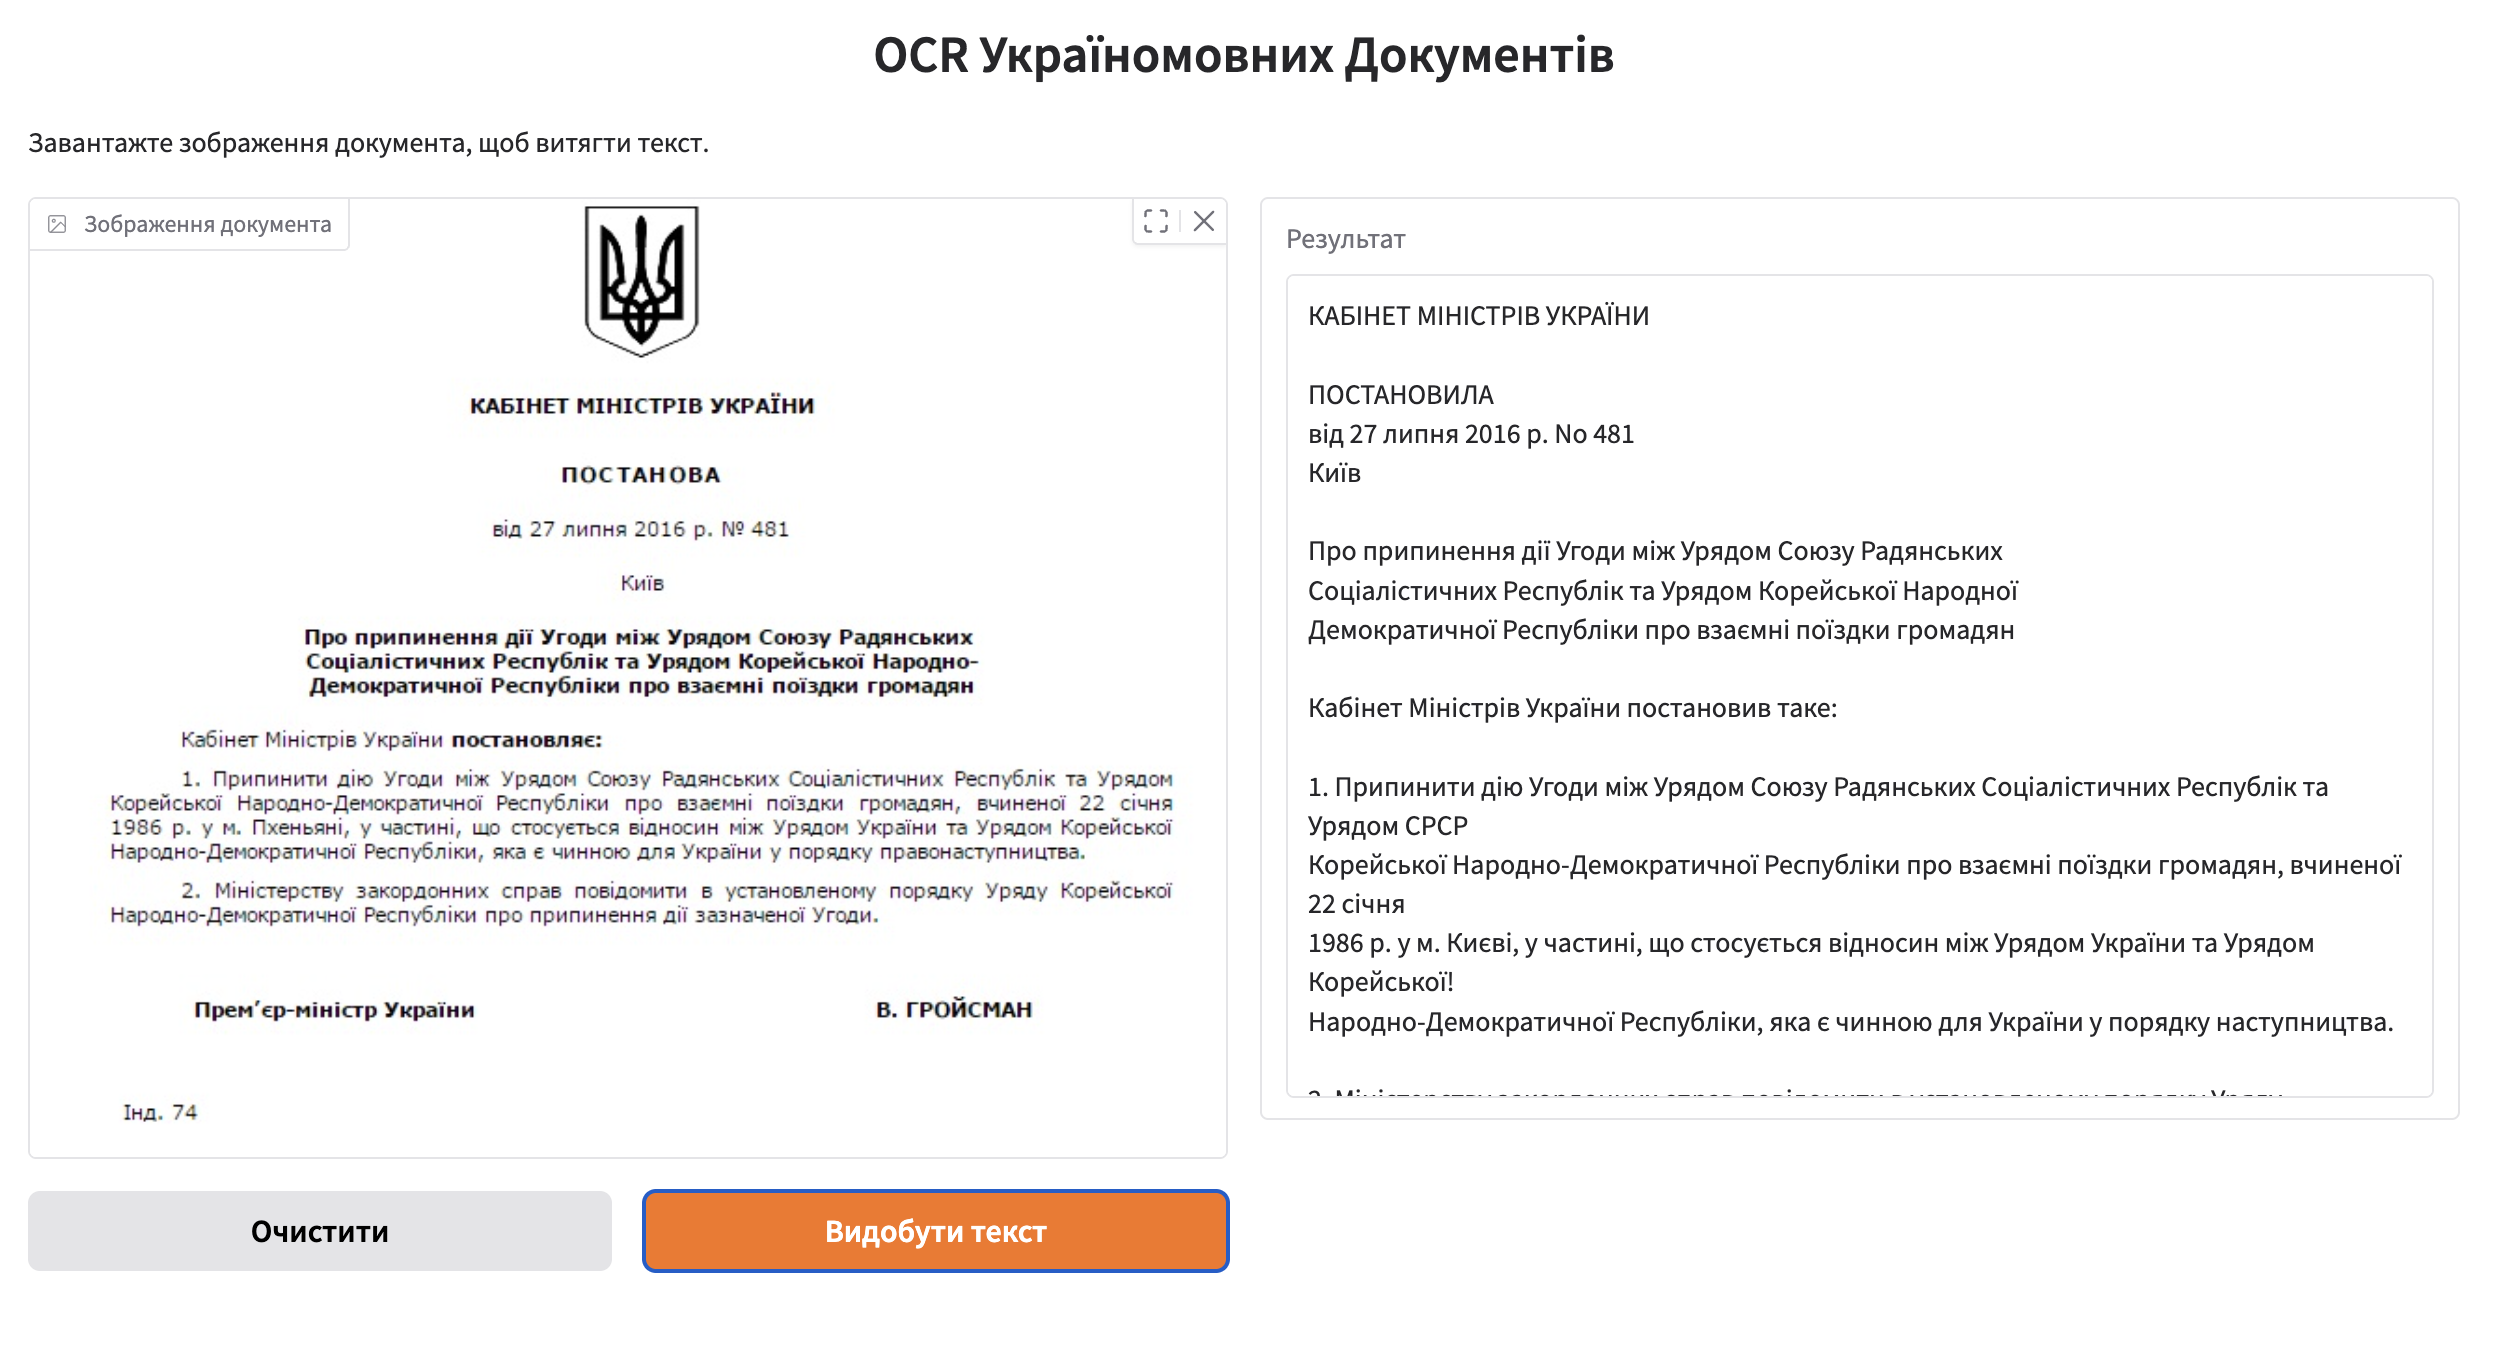 OCR Україномовних Документів
Завантажте зображення документа, щоб витягти текст.
Зображення документа
КАБІНЕТ МІНІСТРІВ УКРАЇНИ
ПОСТАНОВА
від 27 липня 2016 р. № 481
Київ
Про припинення дії Угоди між Урядом Союзу Радянських
Соціалістичних Республік та Урядом Корейської Народно-
Демократичної Республіки про взаємні поїздки громадян
Кабінет Міністрів України постановляє:
1. Припинити дію Угоди між Урядом Союзу Радянських Соціалістичних Республік та Урядом
Корейської Народно-Демократичної Республіки про взаємні поїздки громадян, вчиненої 22 січня
1986 р. у м. Пхеньяні, у частині, що стосується відносин між Урядом України та Урядом Корейської
Народно-Демократичної Республіки, яка є чинною для України у порядку правонаступництва.
2. Міністерству закордонних справ повідомити в установленому порядку Уряду Корейської
Народно-Демократичної Республіки про припинення дії зазначеної Угоди.
Прем’єр-міністр України В. ГРОЙСМАН
Інд. 74
Очистити
Видобути текст
Результат
КАБІНЕТ МІНІСТРІВ УКРАЇНИ
ПОСТАНОВИЛА
від 27 липня 2016 р. No 481
Київ
Про припинення дії Угоди між Урядом Союзу Радянських
Соціалістичних Республік та Урядом Корейської Народної
Демократичної Республіки про взаємні поїздки громадян
Кабінет Міністрів України постановив таке:
1. Припинити дію Угоди між Урядом Союзу Радянських Соціалістичних Республік та
Урядом СРСР
Корейської Народно-Демократичної Республіки про взаємні поїздки громадян, вчиненої
22 січня
1986 р. у м. Києві, у частині, що стосується відносин між Урядом України та Урядом
Корейської!
Народно-Демократичної Республіки, яка є чинною для України у порядку наступництва.
2. Міністерству закордонних справ повідомити в установленому порядку Уряду